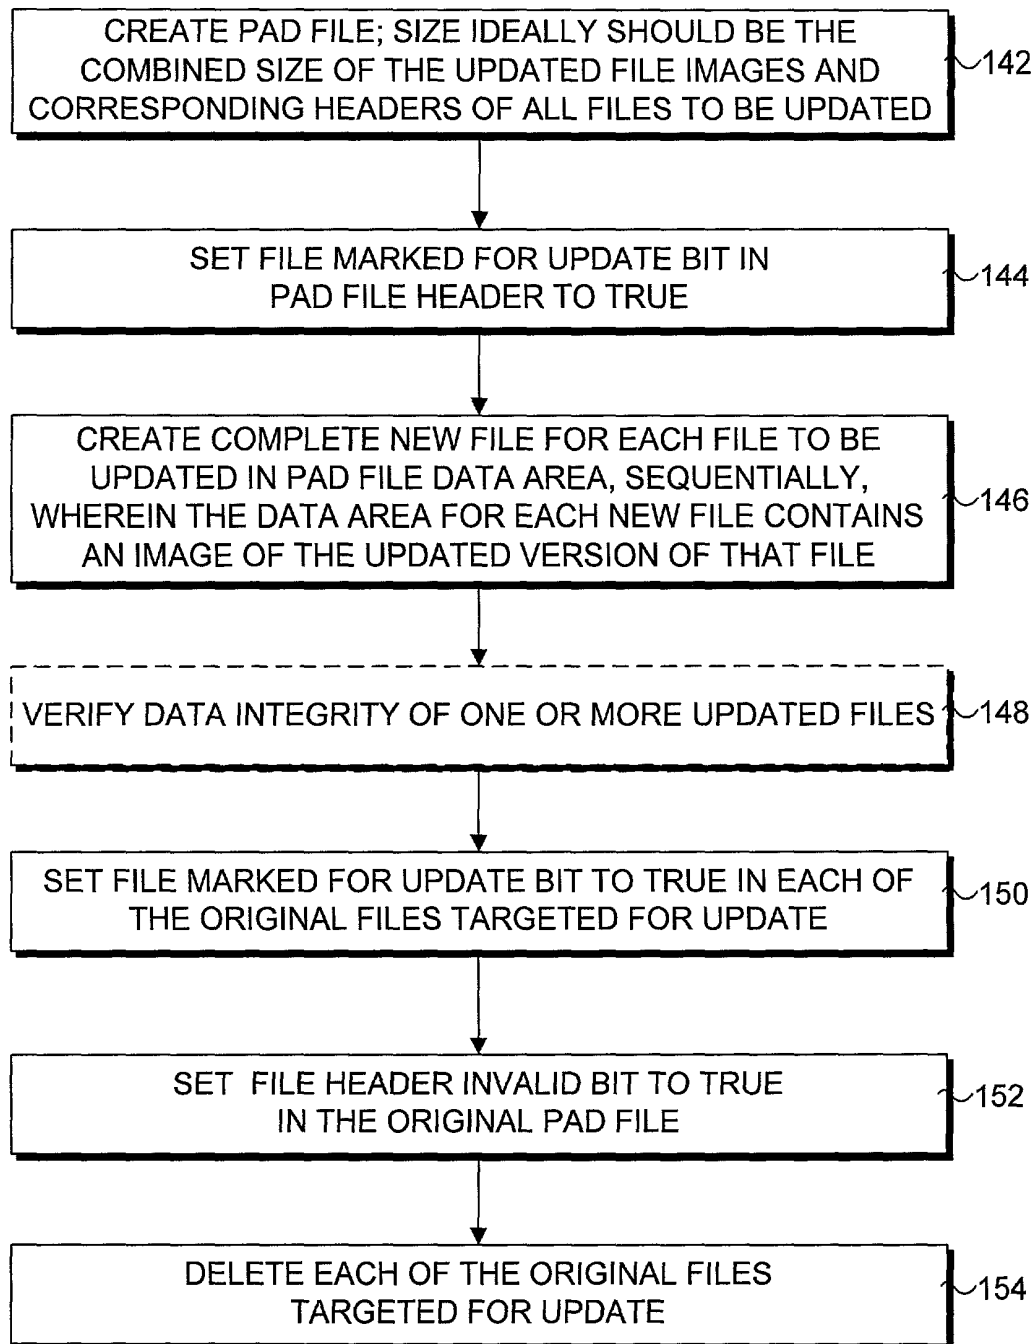 CREATE PAD FILE; SIZE IDEALLY SHOULD BE THE
COMBINED SIZE OF THE UPDATED FILE IMAGES AND
CORRESPONDING HEADERS OF ALL FILES TO BE UPDATED
142
SET FILE MARKED FOR UPDATE BIT IN
PAD FILE HEADER TO TRUE
144
CREATE COMPLETE NEW FILE FOR EACH FILE TO BE
UPDATED IN PAD FILE DATA AREA, SEQUENTIALLY,
WHEREIN THE DATA AREA FOR EACH NEW FILE CONTAINS
AN IMAGE OF THE UPDATED VERSION OF THAT FILE
146
VERIFY DATA INTEGRITY OF ONE OR MORE UPDATED FILES
148
SET FILE MARKED FOR UPDATE BIT TO TRUE IN EACH OF
THE ORIGINAL FILES TARGETED FOR UPDATE
150
SET FILE HEADER INVALID BIT TO TRUE
IN THE ORIGINAL PAD FILE
152
DELETE EACH OF THE ORIGINAL FILES
TARGETED FOR UPDATE
154